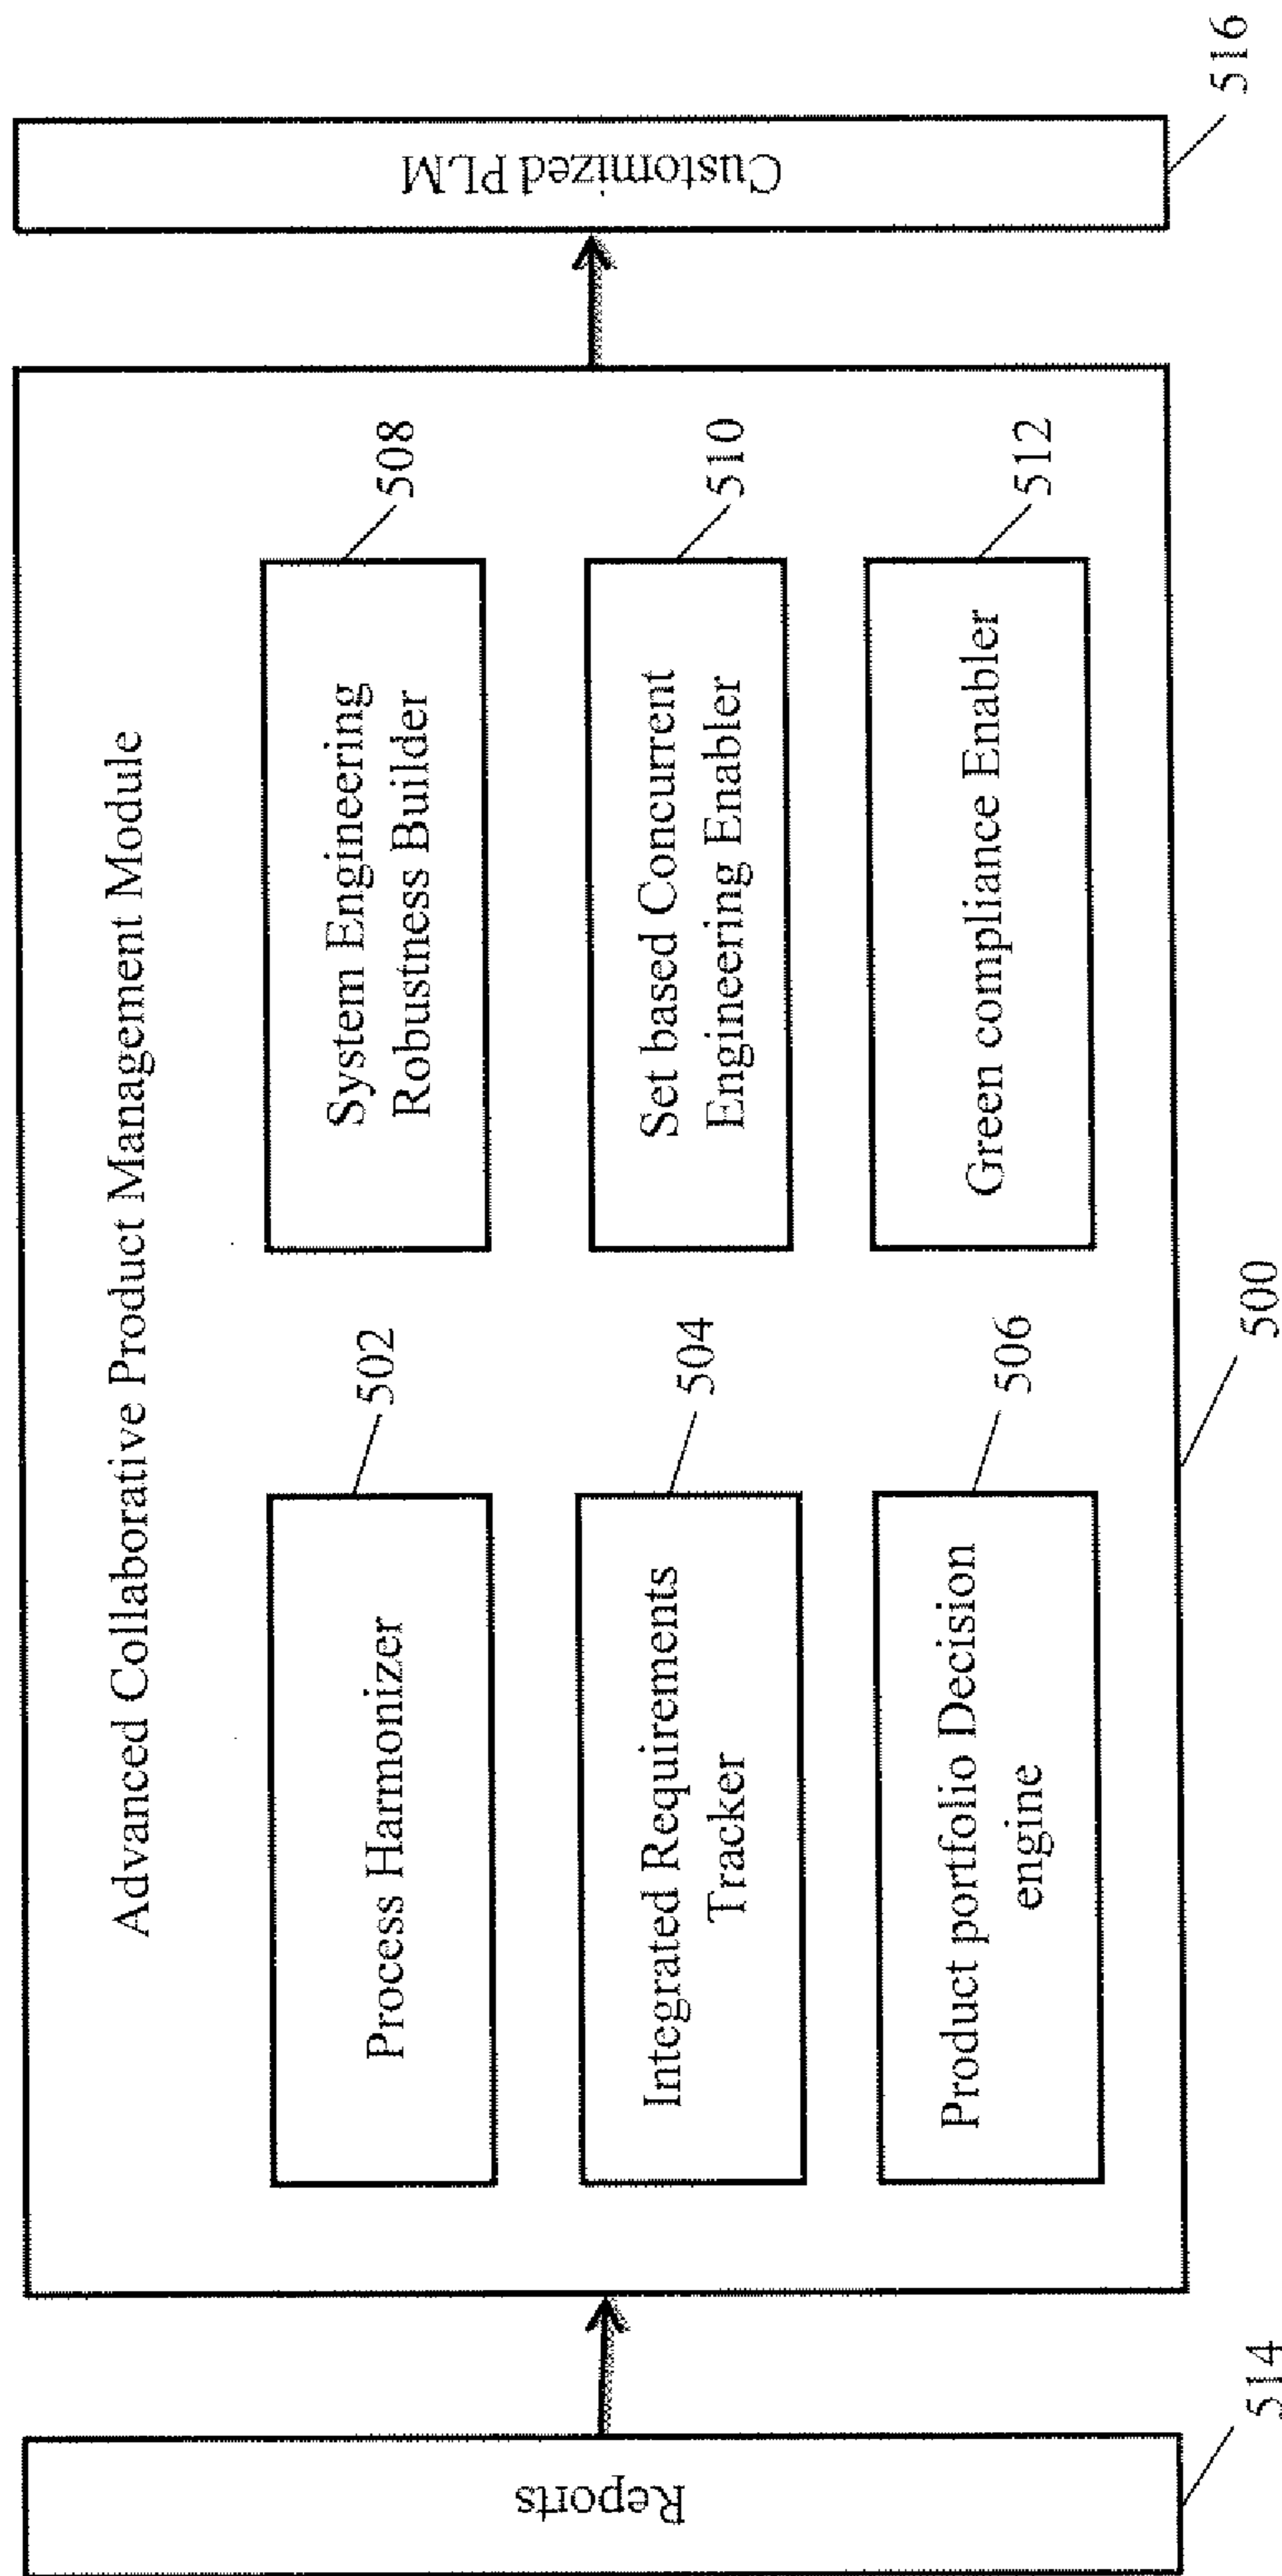 Advanced Collaborative Product Management Module
Reports
514
Process Harmonizer
502
Integrated Requirements
Tracker
504
Product portfolio Decision
engine
506
System Engineering
Robustness Builder
508
Set based Concurrent
Engineering Enabler
510
Green compliance Enabler
512
500
Customized PLM
516